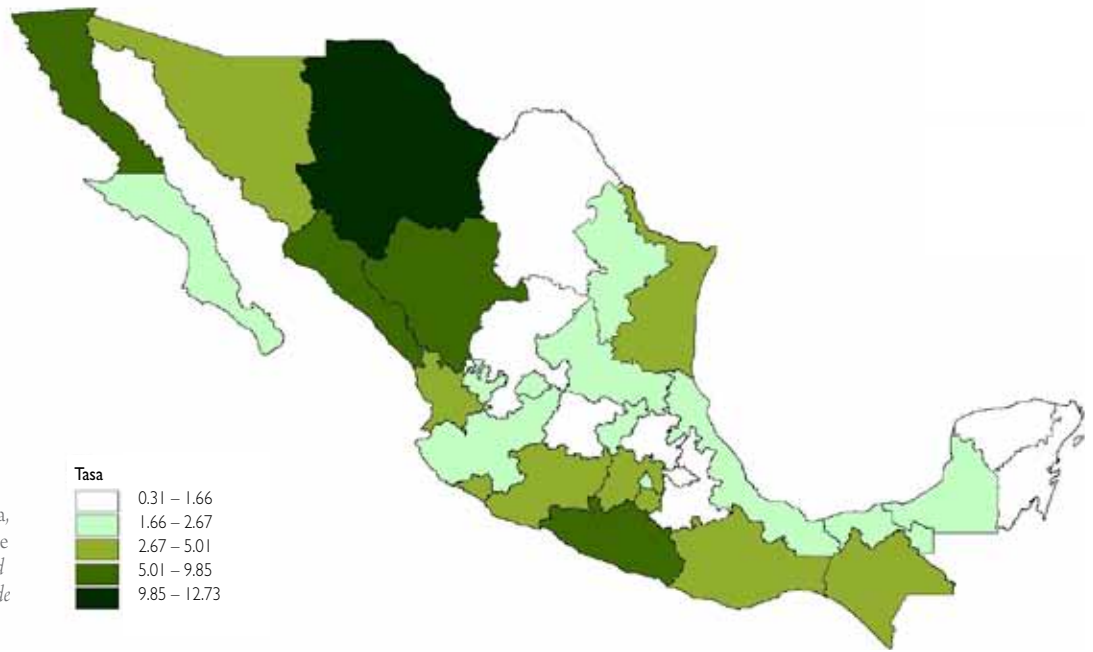 Tasa
0.31 – 1.66
1.66 – 2.67
2.67 – 5.01
5.01 – 9.85
9.85 – 12.73
a,
e
d
de